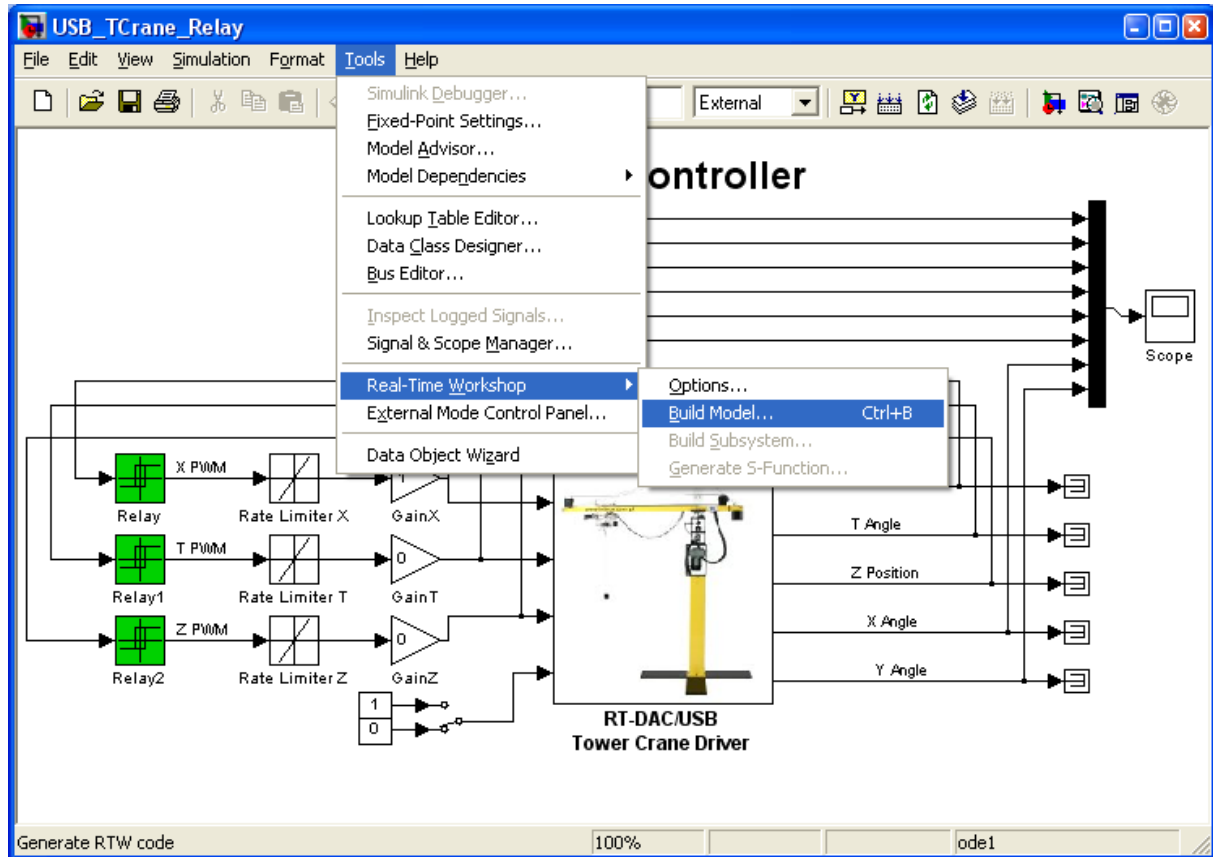 USB_TCrane_Relay
File Edit View Simulation Format Tools Help
External
Simulink Debugger...
Fixed-Point Settings...
Model Advisor...
Model Dependencies
Lookup Table Editor...
Data Class Designer...
Bus Editor...
Inspect Logged Signals...
Signal & Scope Manager...
Real-Time Workshop
External Mode Control Panel...
Data Object Wizard
Options...
Build Model... Ctrl+B
Build Subsystem...
Generate S-Function...
ontroller
Scope
X PWM
Relay Rate Limiter X GainX
T PWM 0
Relay1 Rate Limiter T GainT
Z PWM 0
Relay2 Rate Limiter Z GainZ
1
0
T Angle
Z Position
X Angle
Y Angle
RT-DAC/USB
Tower Crane Driver
Generate RTW code 100% ode1